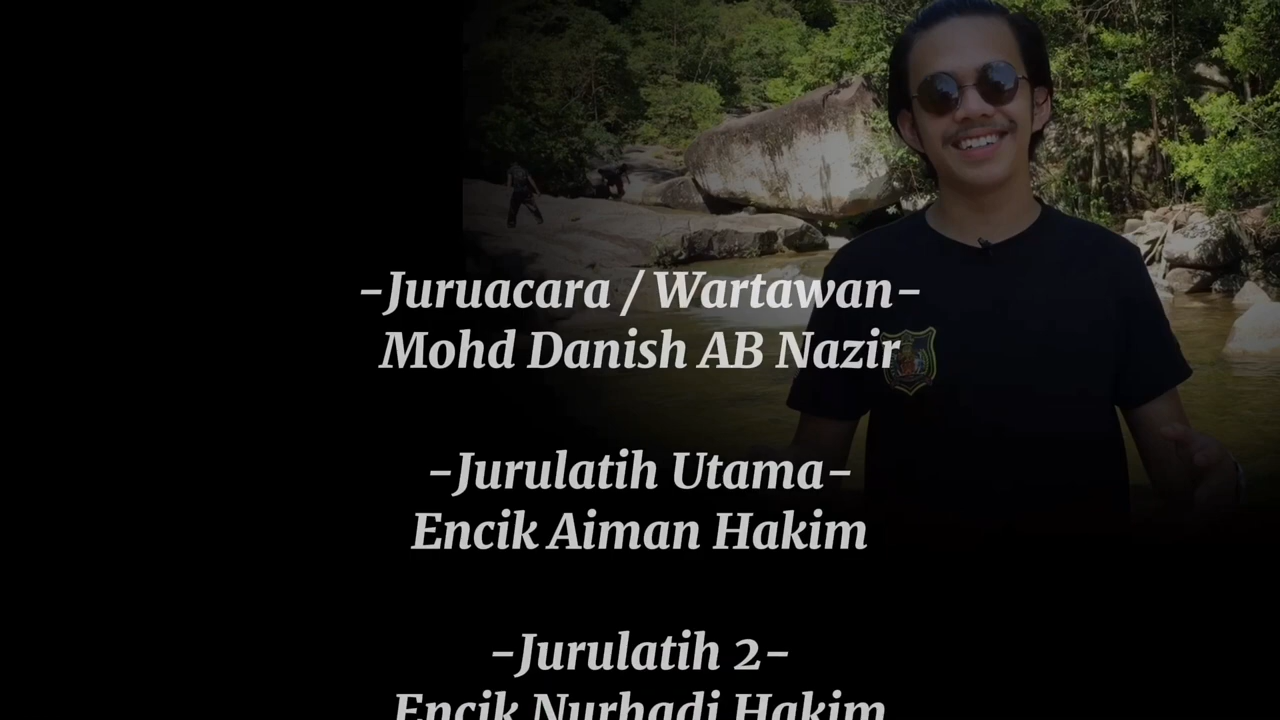 -Juruacara / Wartawan-
Mohd Danish AB Nazir
-Jurulatih Utama-
Encik Aiman Hakim
-Jurulatih 2-
Encik Nurhadi Hakim